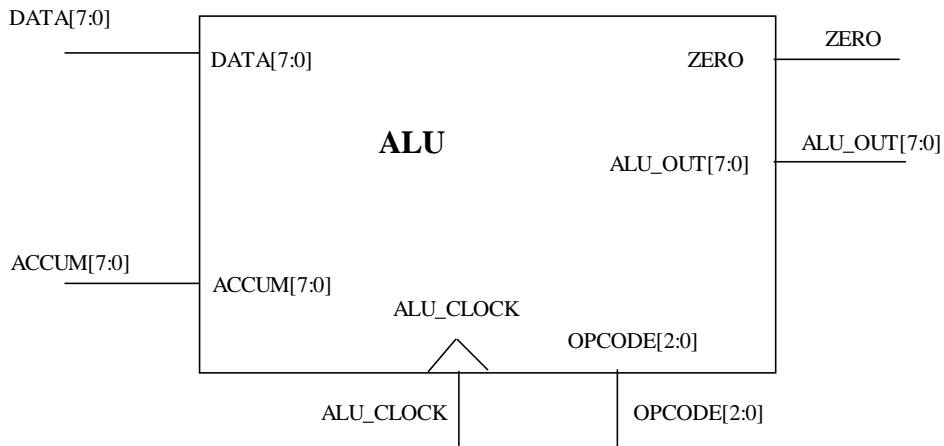 DATA[7:0]
DATA[7:0]
ZERO
ZERO
ALU
ALU_OUT[7:0]
ALU_OUT[7:0]
ACCUM[7:0]
ACCUM[7:0]
ALU_CLOCK
OPCODE[2:0]
ALU_CLOCK
OPCODE[2:0]